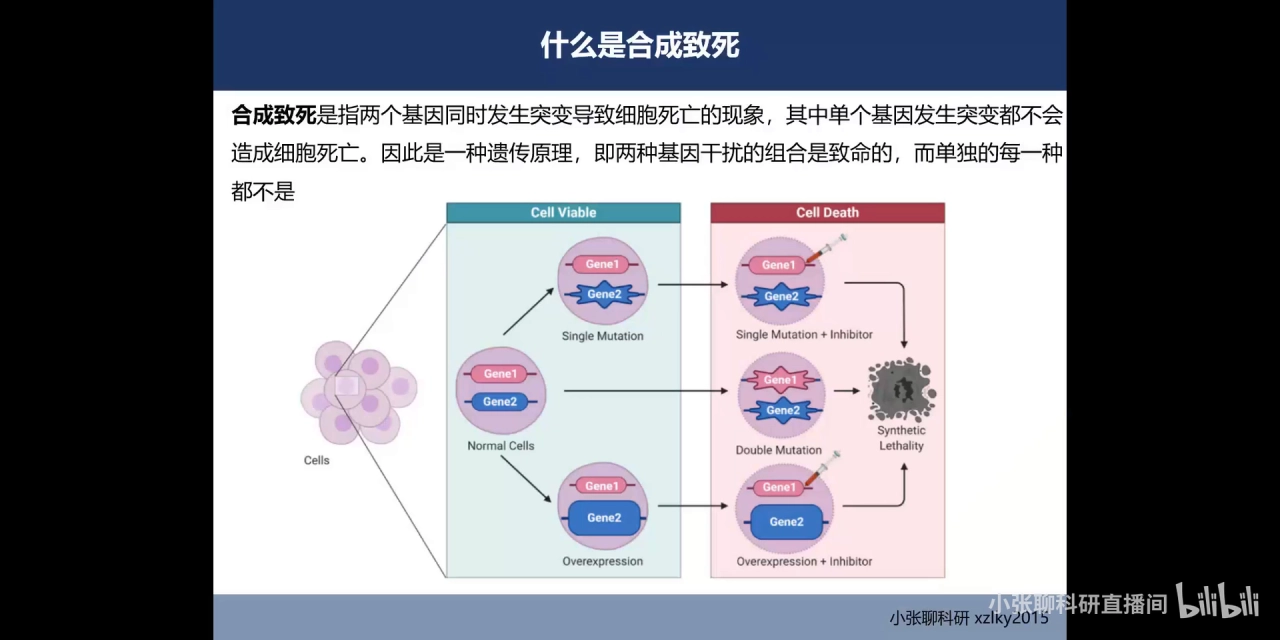 什么是合成致死
合成致死是指两个基因同时发生突变导致细胞死亡的现象，其中单个基因发生突变都不会
造成细胞死亡。因此是一种遗传原理，即两种基因干扰的组合是致命的，而单独的每一种
都不是
Cell Viable
Cell Death
Gene1
Gene2
Single Mutation
Gene1
Gene2
Single Mutation + Inhibitor
Gene1
Gene2
Normal Cells
Gene1
Gene2
Double Mutation
Synthetic
Lethality
Cells
Gene1
Gene2
Overexpression
Gene1
Gene2
Overexpression + Inhibitor
小张聊科研直播间 bilibili
小张聊科研 xzlky2015